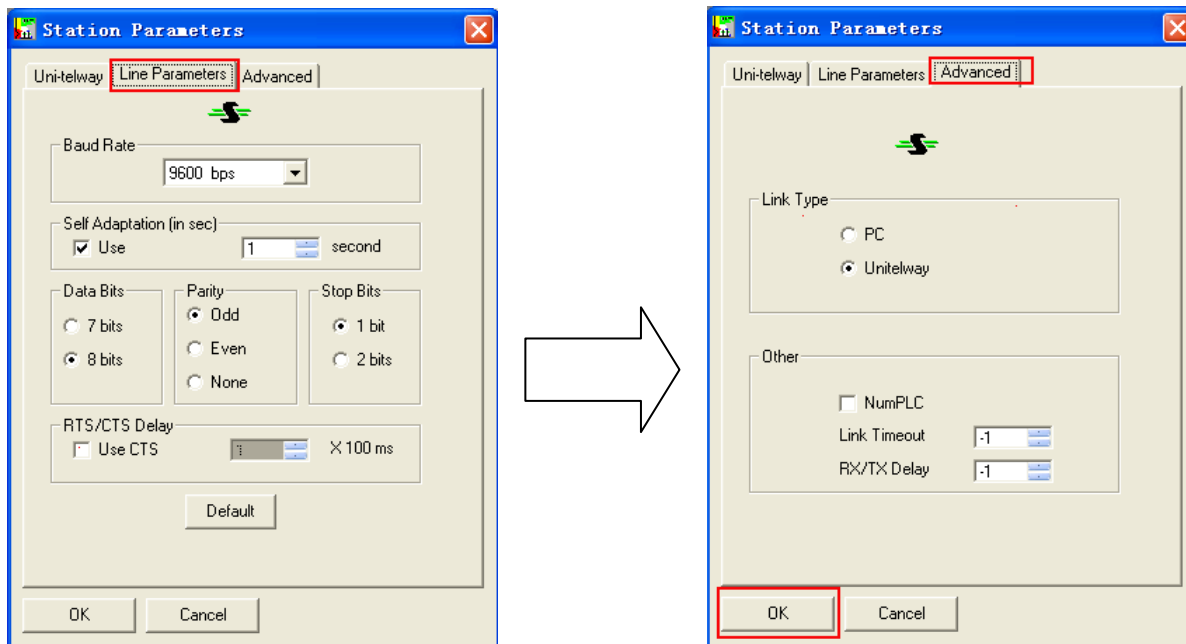 Station Parameters
Uni-telway Line Parameters Advanced
Baud Rate
9600 bps
Self Adaptation (in sec)
Use 1 second
Data Bits
7 bits
8 bits
Parity
Odd
Even
None
Stop Bits
1 bit
2 bits
RTS/CTS Delay
Use CTS 1 X 100 ms
Default
OK Cancel
Station Parameters
Uni-telway Line Parameters Advanced
Link Type
PC
Unitelway
Other
NumPLC
Link Timeout -1
RX/TX Delay -1
OK Cancel